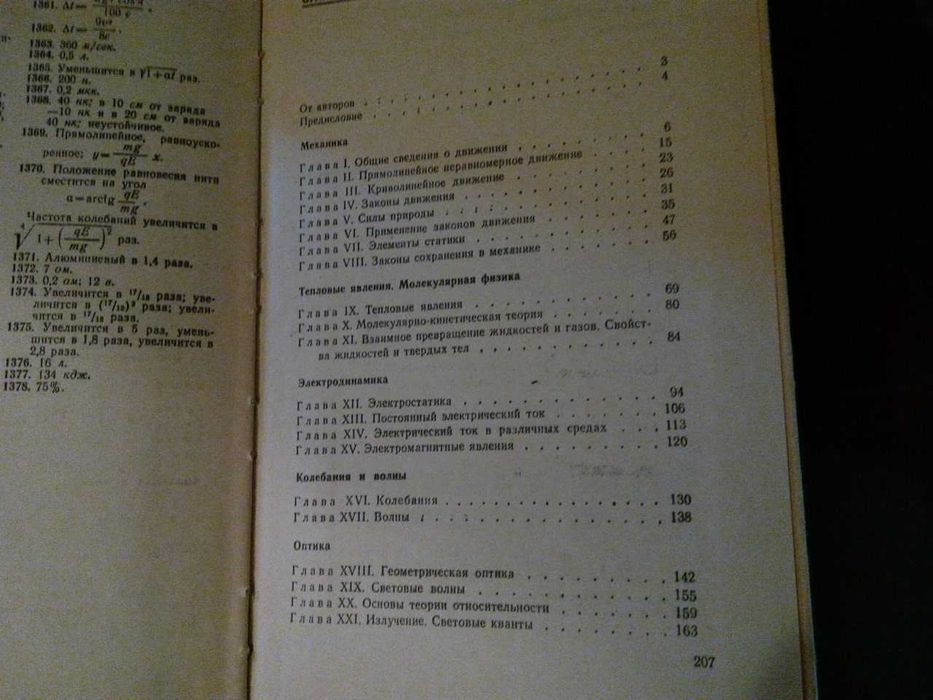 1361. Δl=
100 e
1362. Δl=
1363. 360 м/сек.
1364. 0,5 л.
1365. Уменьшится в √1+αt раз.
1366. 200 н.
1367. 0,2 мкк.
1368. 40 нк; в 10 см от заряда
—10 нк и в 20 см от заряда
40 нк; неустойчивое.
1369. Прямолинейное, равноуско-
ренное; y= mg/qE x.
1370. Положение равновесия нити
сместится на угол
α=arctg qE/mg .
Частота колебаний увеличится в
⁴√1+(qE/mg)² раз.
1371. Алюминиевый в 1,4 раза.
1372. 7 ом.
1373. 0,2 ом; 12 в.
1374. Увеличится в ¹⁷/₁₈ раза; уве-
личится в (¹⁷/₁₈)² раза; увели-
чится в ¹⁷/₁₈ раза.
1375. Увеличится в 5 раз, умень-
шится в 1,8 раза, увеличится в
2,8 раза.
1376. 16 л.
1377. 134 кдж.
1378. 75%.
От авторов . . . . . . . . . . . . 3
Предисловие . . . . . . . . . . . . 4
Механика
Глава I. Общие сведения о движении . . . . . . 6
Глава II. Прямолинейное неравномерное движение . . . . 15
Глава III. Криволинейное движение . . . . . . 23
Глава IV. Законы движения . . . . . . . . 26
Глава V. Силы природы . . . . . . . . . 31
Глава VI. Применение законов движения . . . . . . 35
Глава VII. Элементы статики . . . . . . . . 47
Глава VIII. Законы сохранения в механике . . . . . 56
Тепловые явления. Молекулярная физика
Глава IX. Тепловые явления . . . . . . . . 69
Глава X. Молекулярно-кинетическая теория . . . . . 80
Глава XI. Взаимное превращение жидкостей и газов. Свойст-
ва жидкостей и твердых тел . . . . . . . . 84
Электродинамика
Глава XII. Электростатика . . . . . . . . . 94
Глава XIII. Постоянный электрический ток . . . . . . 106
Глава XIV. Электрический ток в различных средах . . . 113
Глава XV. Электромагнитные явления . . . . . . . 120
Колебания и волны
Глава XVI. Колебания . . . . . . . . . . . 130
Глава XVII. Волны . . . . . . . . . . . . 138
Оптика
Глава XVIII. Геометрическая оптика . . . . . . . . 142
Глава XIX. Световые волны . . . . . . . . . 155
Глава XX. Основы теории относительности . . . . . . 159
Глава XXI. Излучение. Световые кванты . . . . . . . 163
207